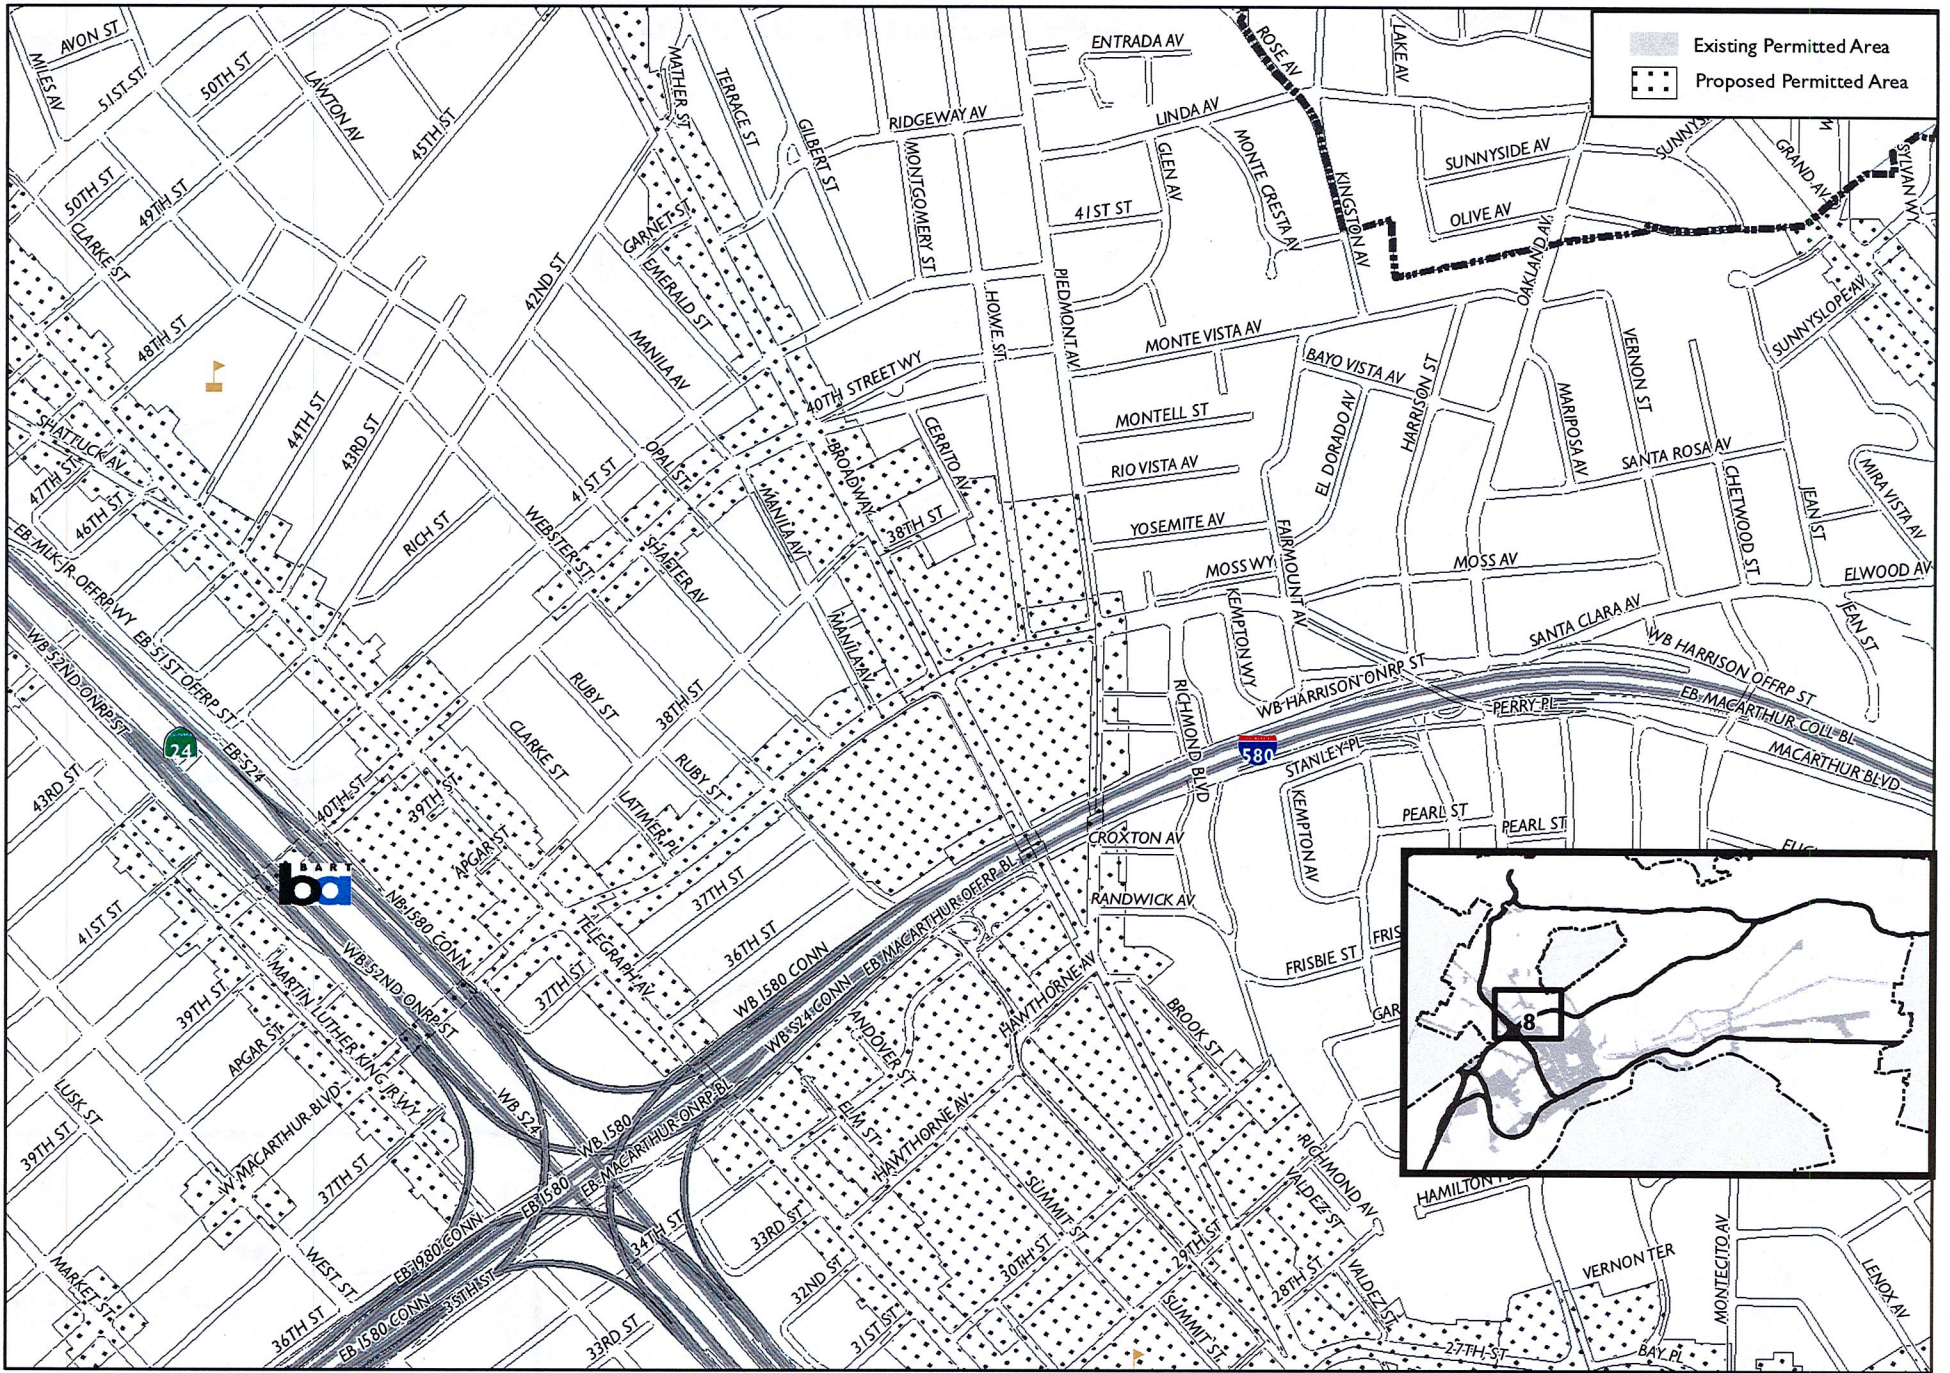 Existing Permitted Area
Proposed Permitted Area
AVON ST
MILES AV
51ST ST
50TH ST
LAWTON AV
45TH ST
MATHER ST
TERRACE ST
GILBERT ST
RIDGEWAY AV
MONTGOMERY ST
ENTRADA AV
LINDA AV
ROSE AV
LAKE AV
GLEN AV
MONTE CRESTA AV
KINGSTON AV
SUNNYSIDE AV
OLIVE AV
SUNNYS
GRAND AV
SYLVAN WY
50TH ST
49TH ST
CLARKE ST
GARNET ST
EMERALD ST
42ND ST
41ST ST
PIEDMONT AV
HOWE ST
OAKLAND AV
SUNNYSLOPE AV
48TH ST
MANILA AV
MONTE VISTA AV
BAYO VISTA AV
HARRISON ST
VERNON ST
MARIPOSA AV
40TH STREET WY
44TH ST
43RD ST
SHATTUCK AV
47TH ST
46TH ST
OPAL ST
41ST ST
BROADWAY
CERRITO AV
MONTELL ST
EL DORADO AV
RIO VISTA AV
SANTA ROSA AV
CHETWOOD ST
JEAN ST
MIRA VISTA AV
MANILA AV
38TH ST
YOSEMITE AV
FAIRMOUNT AV
RICH ST
WEBSTER ST
SHAFTER AV
EB-MLK-JR.OFFRP WY
MOSS WY
MOSS AV
ELWOOD AV
KEMPTON WY
SANTA CLARA AV
JEAN ST
EB 51ST OFFRP ST
WB 52ND ONRP ST
MANILA AV
WB HARRISON ONRP ST
WB HARRISON OFFRP ST
EB MACARTHUR COLL BL
MACARTHUR BLVD
PERRY PL
RICHMOND BLVD
RUBY ST
38TH ST
CLARKE ST
24
EB-S24
580
STANLEY PL
KEMPTON AV
PEARL ST
PEARL ST
43RD ST
40TH ST
39TH ST
RUBY ST
LATIMER PL
APGAR ST
CROXTON AV
BART
ba
NB I580 CONN
37TH ST
RANDWICK AV
EB MACARTHUR OFFRP BL
41ST ST
TELEGRAPH AV
36TH ST
FRISBIE ST
FRIS
GAR
WB 52ND ONRP ST
WB I580 CONN
WB S24 CONN
37TH ST
HAWTHORNE AV
BROOK ST
8
39TH ST
MARTIN LUTHER KING JR WY
ANDOVER ST
APGAR ST
LUSK ST
W MACARTHUR BLVD
WB S24
WB I580
EB MACARTHUR-ONRP-BL
ELM ST
HAWTHORNE AV
39TH ST
37TH ST
EB I580
SUMMIT ST
RICHMOND AV
VALDEZ ST
EB-I980 CONN
34TH ST
33RD ST
29TH ST
30TH ST
28TH ST
MARKET ST
WEST ST
35TH ST
32ND ST
VERNON TER
MONTECITO AV
LENOX AV
VALDEZ ST
36TH ST
EB I580 CONN
33RD ST
31ST ST
SUMMIT ST
27TH ST
BAY PL